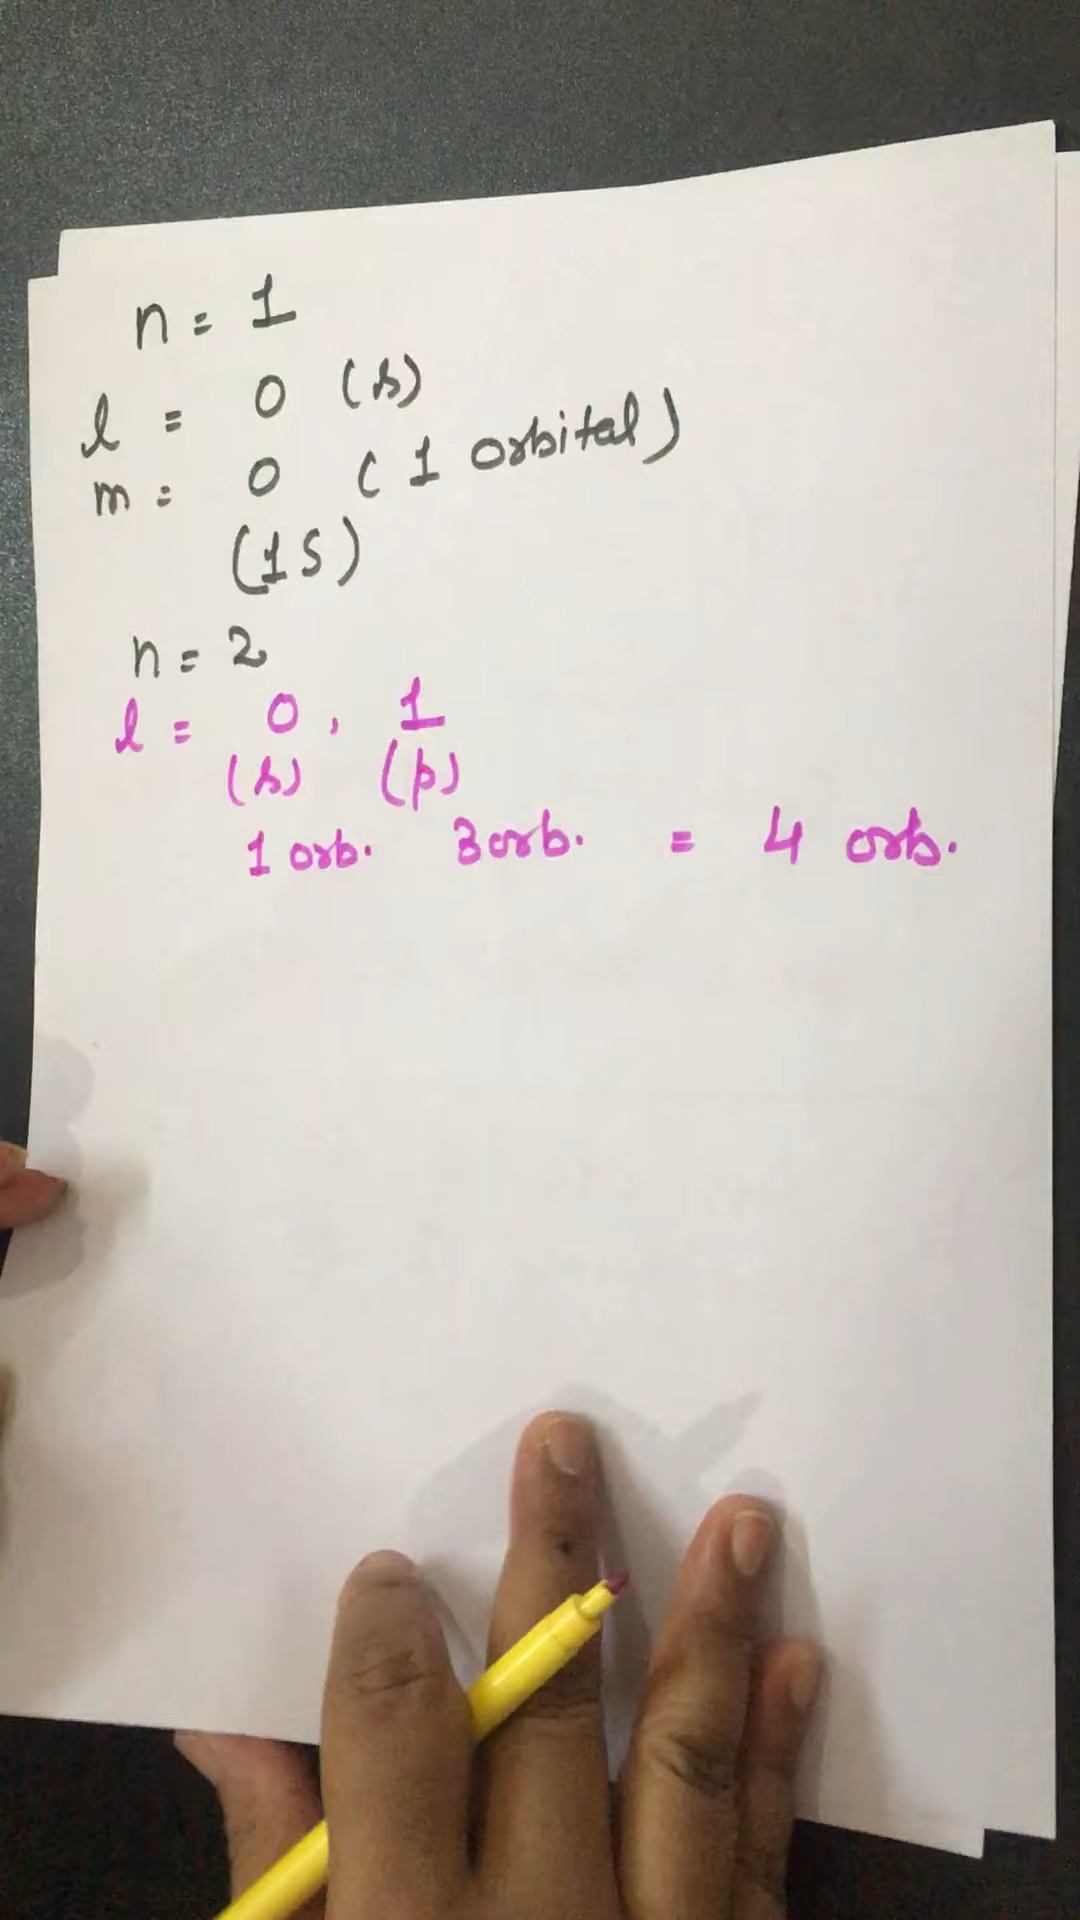 n = 1
l = 0 (s)
m = 0 (1 orbital)
(1S)
n = 2
l = 0, 1
(s) (p)
1 orb. 3 orb. = 4 orb.